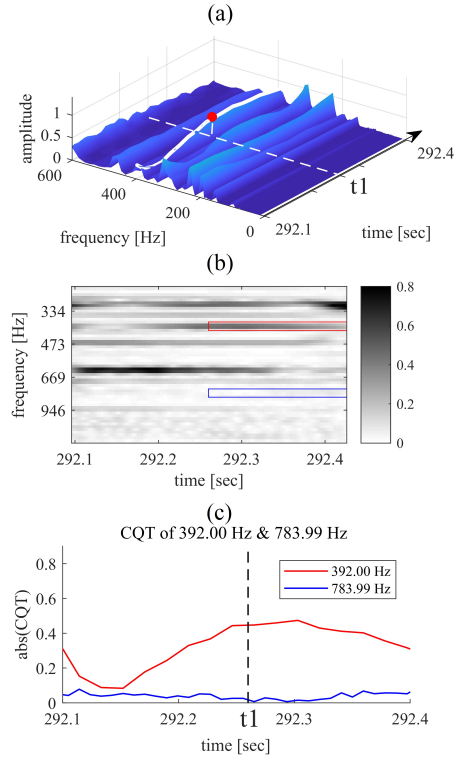 (a)
amplitude
1
0.5
0
600
400
200
0
frequency [Hz]
t1
292.4
292.1
time [sec]
(b)
frequency [Hz]
334
473
669
946
292.1 292.2 292.3 292.4
time [sec]
0.8
0.6
0.4
0.2
0
(c)
CQT of 392.00 Hz & 783.99 Hz
abs(CQT)
0.8
0.6
0.4
0.2
0
392.00 Hz
783.99 Hz
292.1 292.2 t1 292.3 292.4
time [sec]